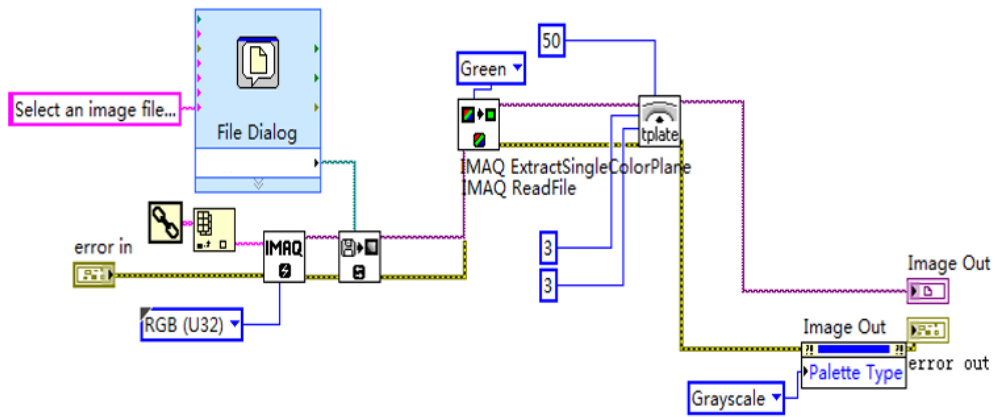 50
Green
Select an image file...
File Dialog
tplate
IMAQ ExtractSingleColorPlane
IMAQ ReadFile
error in
IMAQ
3
3
RGB (U32)
Image Out
Image Out
error out
Palette Type
Grayscale